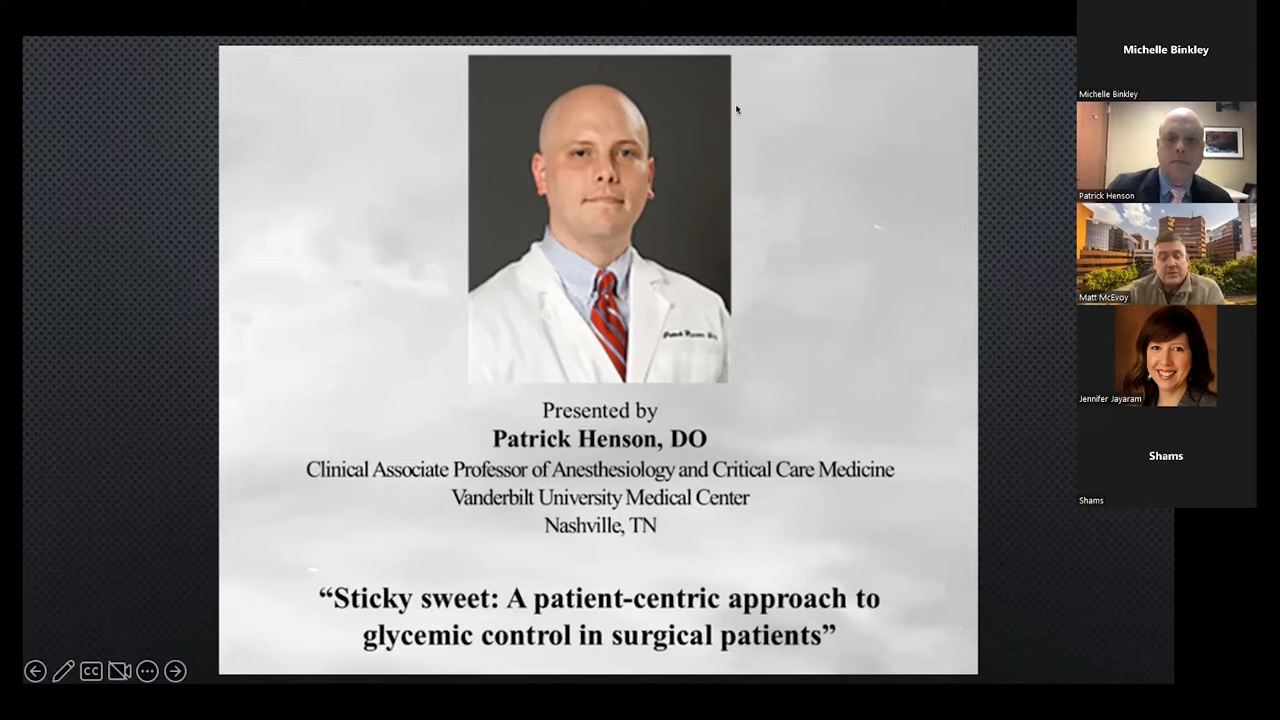 Presented by
Patrick Henson, DO
Clinical Associate Professor of Anesthesiology and Critical Care Medicine
Vanderbilt University Medical Center
Nashville, TN
“Sticky sweet: A patient-centric approach to
glycemic control in surgical patients”
CC
Michelle Binkley
Michelle Binkley
Patrick Henson
Matt McEvoy
Jennifer Jayaram
Shams
Shams